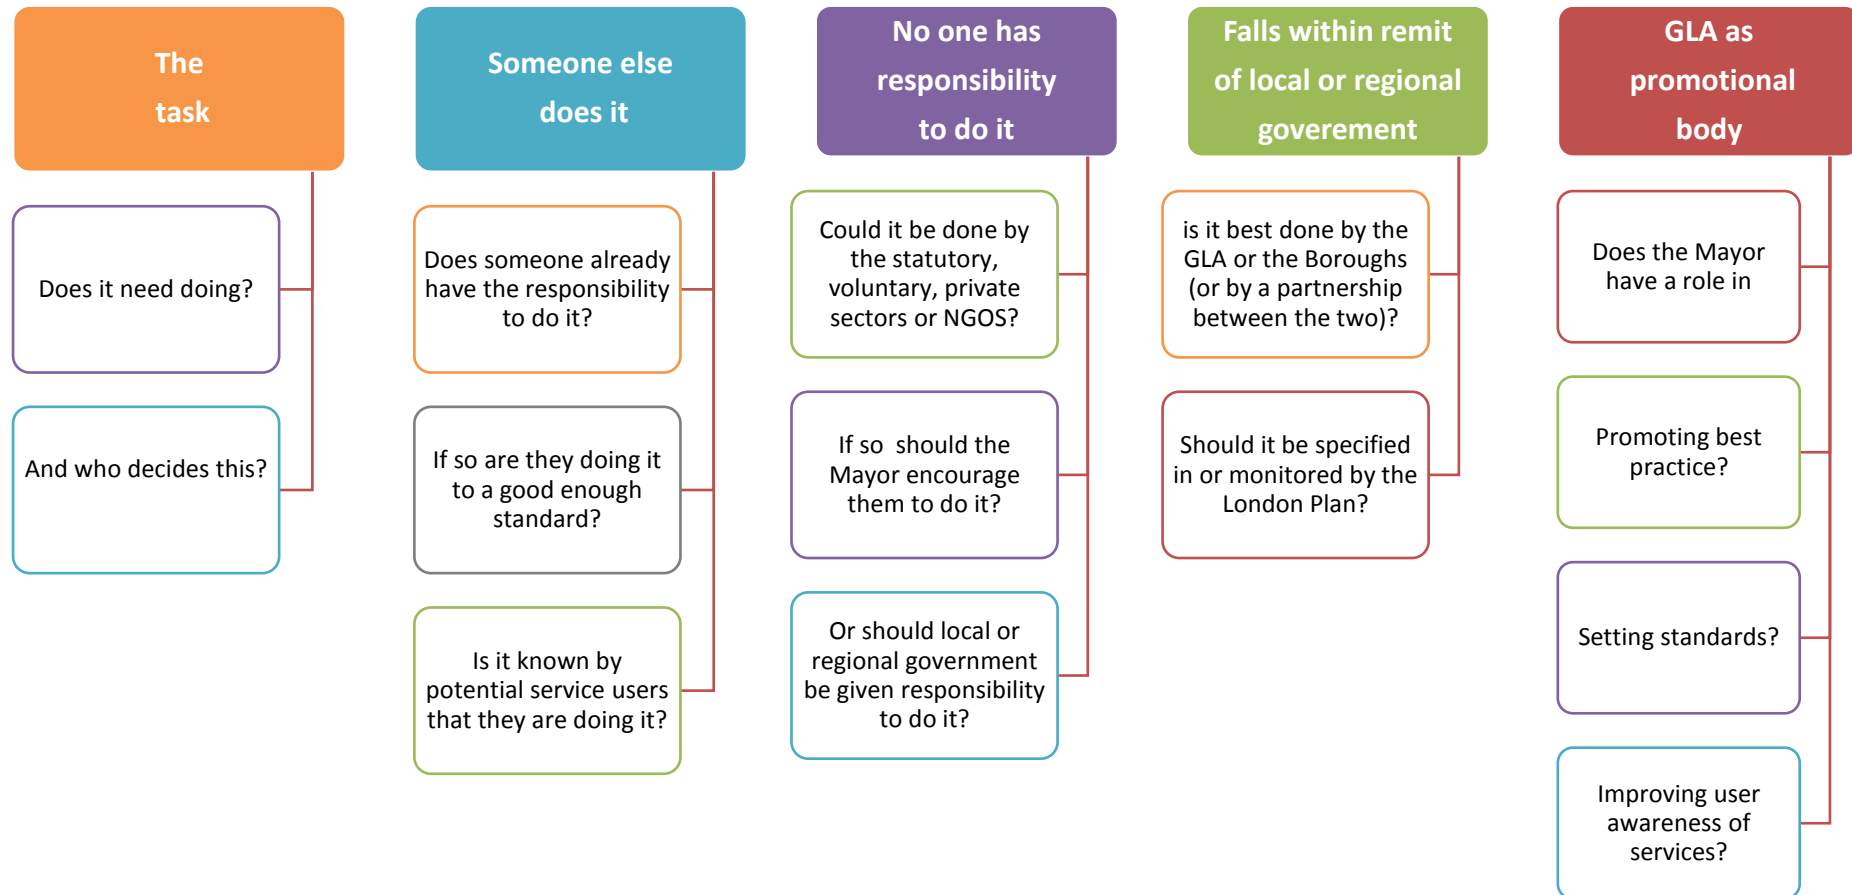 The
task
Does it need doing?
And who decides this?
Someone else
does it
Does someone already
have the responsibility
to do it?
If so are they doing it
to a good enough
standard?
Is it known by
potential service users
that they are doing it?
No one has
responsibility
to do it
Could it be done by
the statutory,
voluntary, private
sectors or NGOS?
If so  should the
Mayor encourage
them to do it?
Or should local or
regional government
be given responsibility
to do it?
Falls within remit
of local or regional
goverement
is it best done by the
GLA or the Boroughs
(or by a partnership
between the two)?
Should it be specified
in or monitored by the
London Plan?
GLA as
promotional
body
Does the Mayor
have a role in
Promoting best
practice?
Setting standards?
Improving user
awareness of
services?